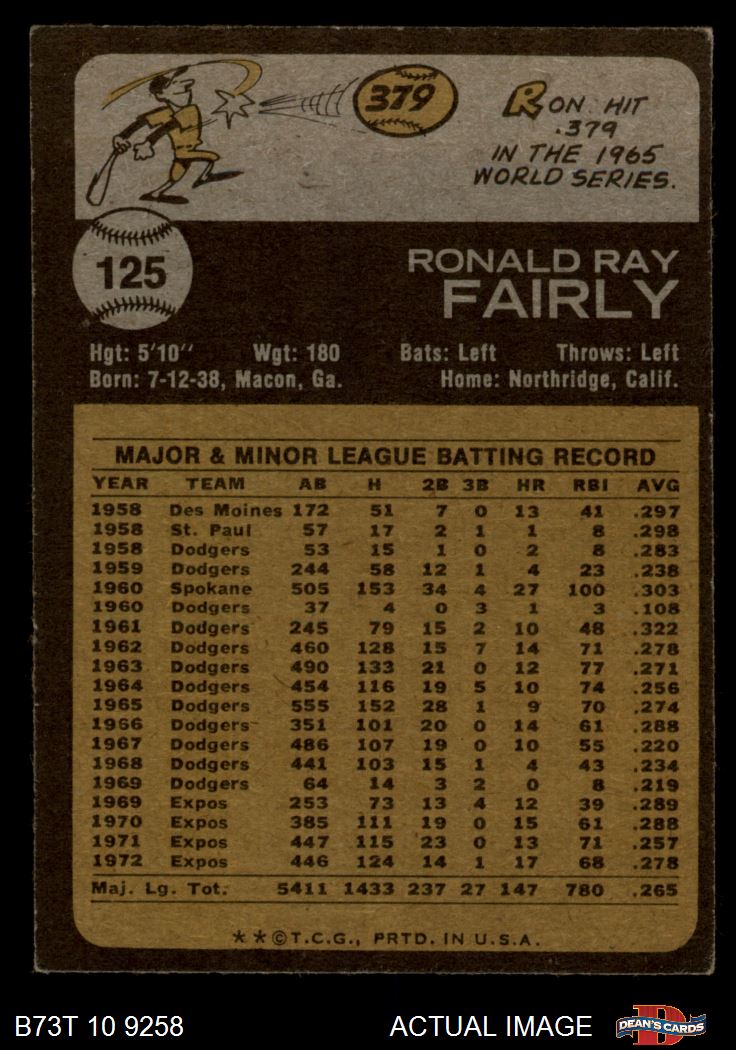 379
RON HIT
.379
IN THE 1965
WORLD SERIES.
125
RONALD RAY
FAIRLY
Hgt: 5'10'' Wgt: 180 Bats: Left Throws: Left
Born: 7-12-38, Macon, Ga. Home: Northridge, Calif.
MAJOR & MINOR LEAGUE BATTING RECORD
YEAR TEAM AB H 2B 3B HR RBI AVG
1958 Des Moines 172 51 7 0 13 41 .297
1958 St. Paul 57 17 2 1 1 8 .298
1958 Dodgers 53 15 1 0 2 8 .283
1959 Dodgers 244 58 12 1 4 23 .238
1960 Spokane 505 153 34 4 27 100 .303
1960 Dodgers 37 4 0 3 1 3 .108
1961 Dodgers 245 79 15 2 10 48 .322
1962 Dodgers 460 128 15 7 14 71 .278
1963 Dodgers 490 133 21 0 12 77 .271
1964 Dodgers 454 116 19 5 10 74 .256
1965 Dodgers 555 152 28 1 9 70 .274
1966 Dodgers 351 101 20 0 14 61 .288
1967 Dodgers 486 107 19 0 10 55 .220
1968 Dodgers 441 103 15 1 4 43 .234
1969 Dodgers 64 14 3 2 0 8 .219
1969 Expos 253 73 13 4 12 39 .289
1970 Expos 385 111 19 0 15 61 .288
1971 Expos 447 115 23 0 13 71 .257
1972 Expos 446 124 14 1 17 68 .278
Maj. Lg. Tot. 5411 1433 237 27 147 780 .265
**©T.C.G., PRTD. IN U.S.A.
B73T 10 9258 ACTUAL IMAGE D DEAN'S CARDS